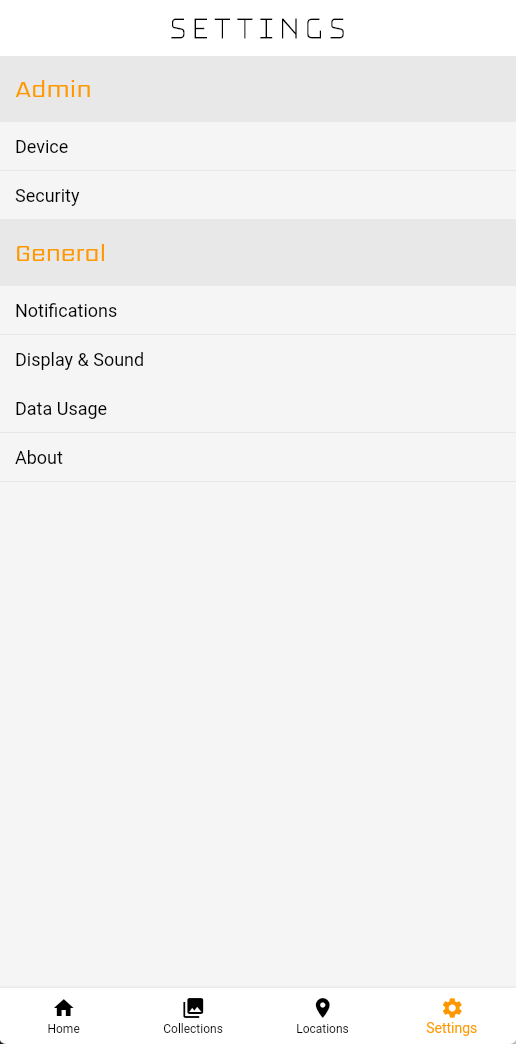 SETTINGS
Admin
Device
Security
General
Notifications
Display & Sound
Data Usage
About
Home Collections Locations Settings